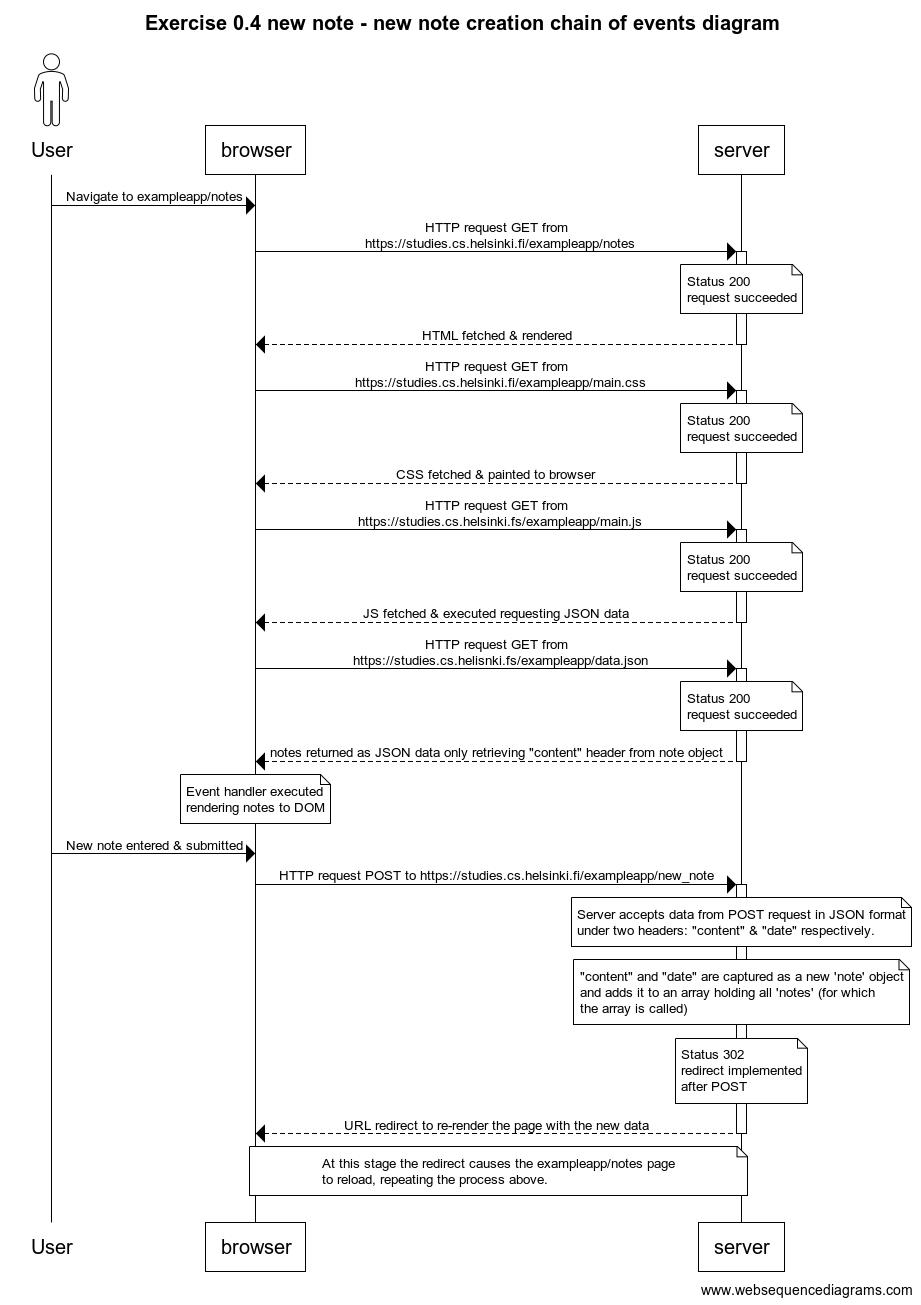 Exercise 0.4 new note - new note creation chain of events diagram
User
browser
server
Navigate to exampleapp/notes
HTTP request GET from
https://studies.cs.helsinki.fi/exampleapp/notes
Status 200
request succeeded
HTML fetched & rendered
HTTP request GET from
https://studies.cs.helsinki.fi/exampleapp/main.css
Status 200
request succeeded
CSS fetched & painted to browser
HTTP request GET from
https://studies.cs.helsinki.fs/exampleapp/main.js
Status 200
request succeeded
JS fetched & executed requesting JSON data
HTTP request GET from
https://studies.cs.helisnki.fs/exampleapp/data.json
Status 200
request succeeded
notes returned as JSON data only retrieving "content" header from note object
Event handler executed
rendering notes to DOM
New note entered & submitted
HTTP request POST to https://studies.cs.helsinki.fi/exampleapp/new_note
Server accepts data from POST request in JSON format
under two headers: "content" & "date" respectively.
"content" and "date" are captured as a new 'note' object
and adds it to an array holding all 'notes' (for which
the array is called)
Status 302
redirect implemented
after POST
URL redirect to re-render the page with the new data
At this stage the redirect causes the exampleapp/notes page
to reload, repeating the process above.
User
browser
server
www.websequencediagrams.com